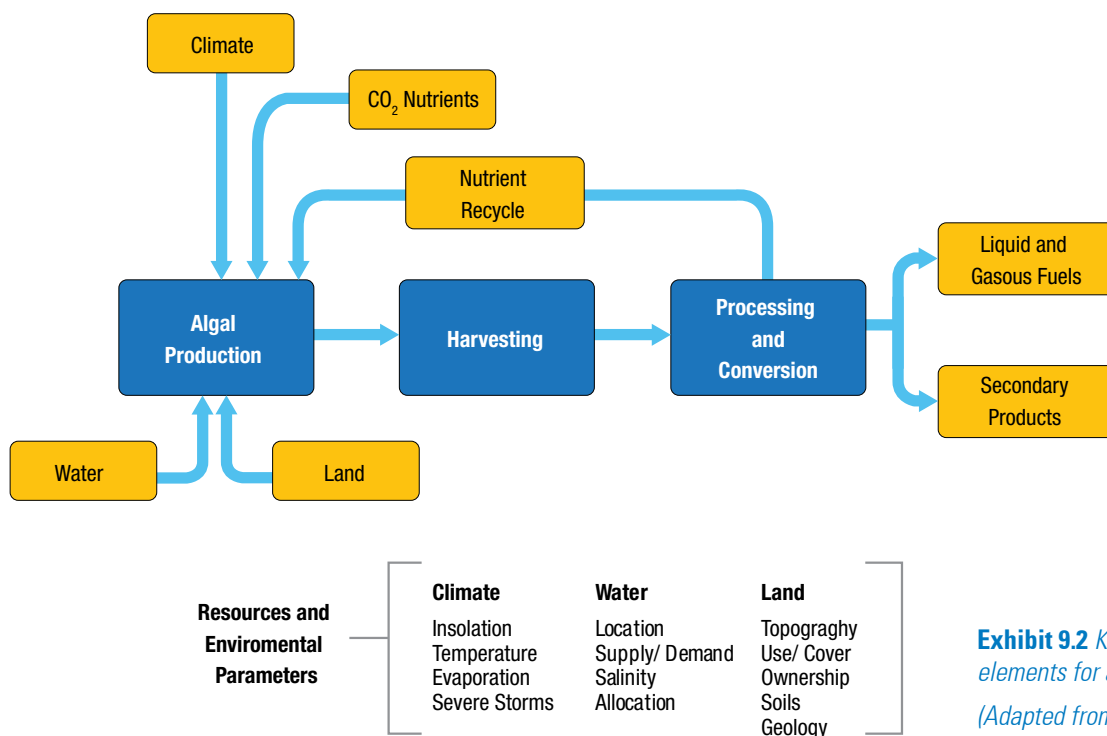 Climate
CO2 Nutrients
Nutrient
Recycle
Liquid and
Gasous Fuels
Algal
Production
Harvesting
Processing
and
Conversion
Secondary
Products
Water
Land
Resources and
Enviromental
Parameters
Climate
Insolation
Temperature
Evaporation
Severe Storms
Water
Location
Supply/ Demand
Salinity
Allocation
Land
Topograghy
Use/ Cover
Ownership
Soils
Geology
Exhibit 9.2
elements for
(Adapted from